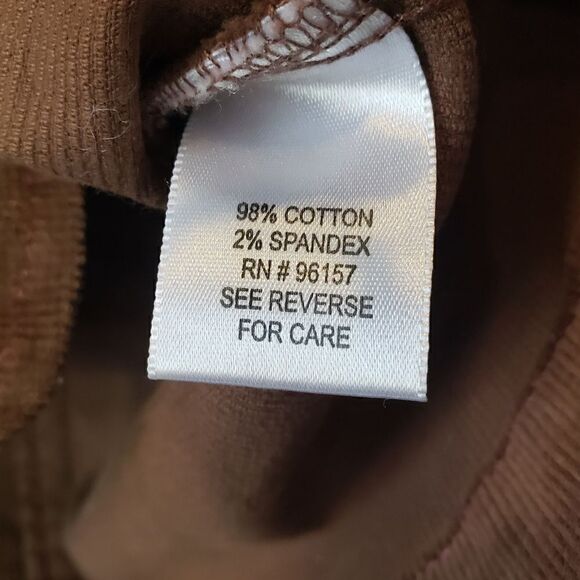 98% COTTON
2% SPANDEX
RN # 96157
SEE REVERSE
FOR CARE